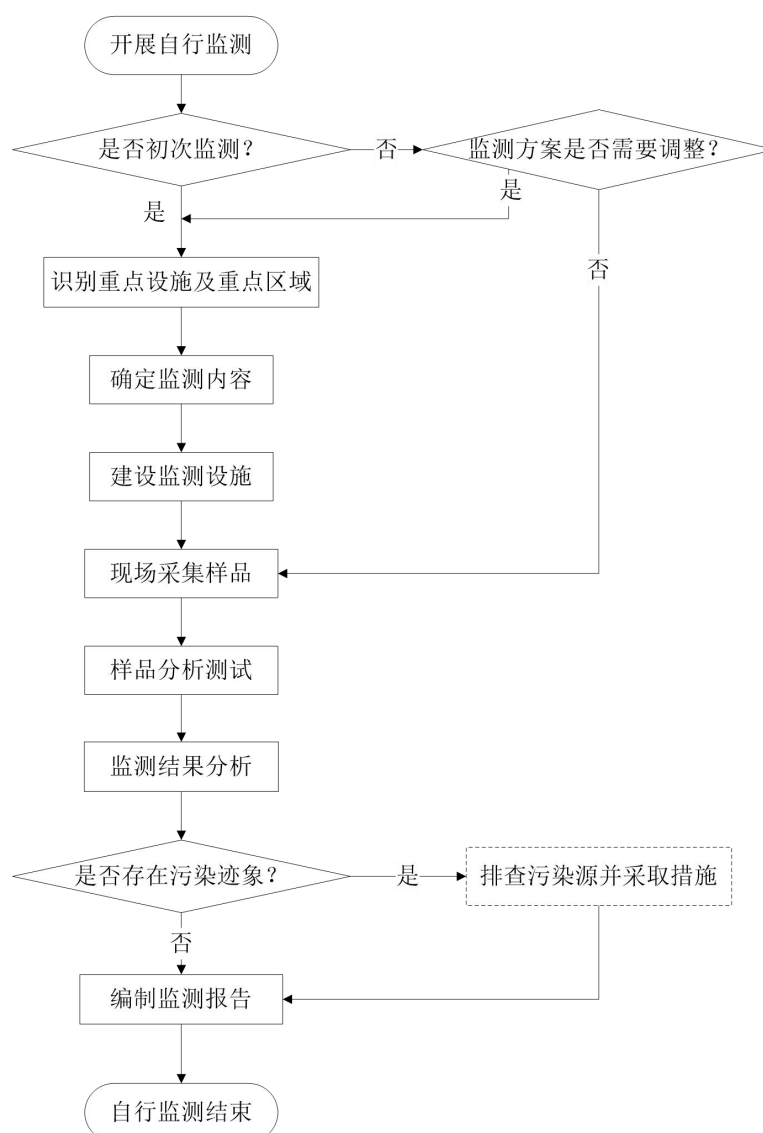 开展自行监测
是否初次监测？
否
监测方案是否需要调整？
是
是
否
识别重点设施及重点区域
确定监测内容
建设监测设施
现场采集样品
样品分析测试
监测结果分析
是否存在污染迹象？
是
排查污染源并采取措施
否
编制监测报告
自行监测结束